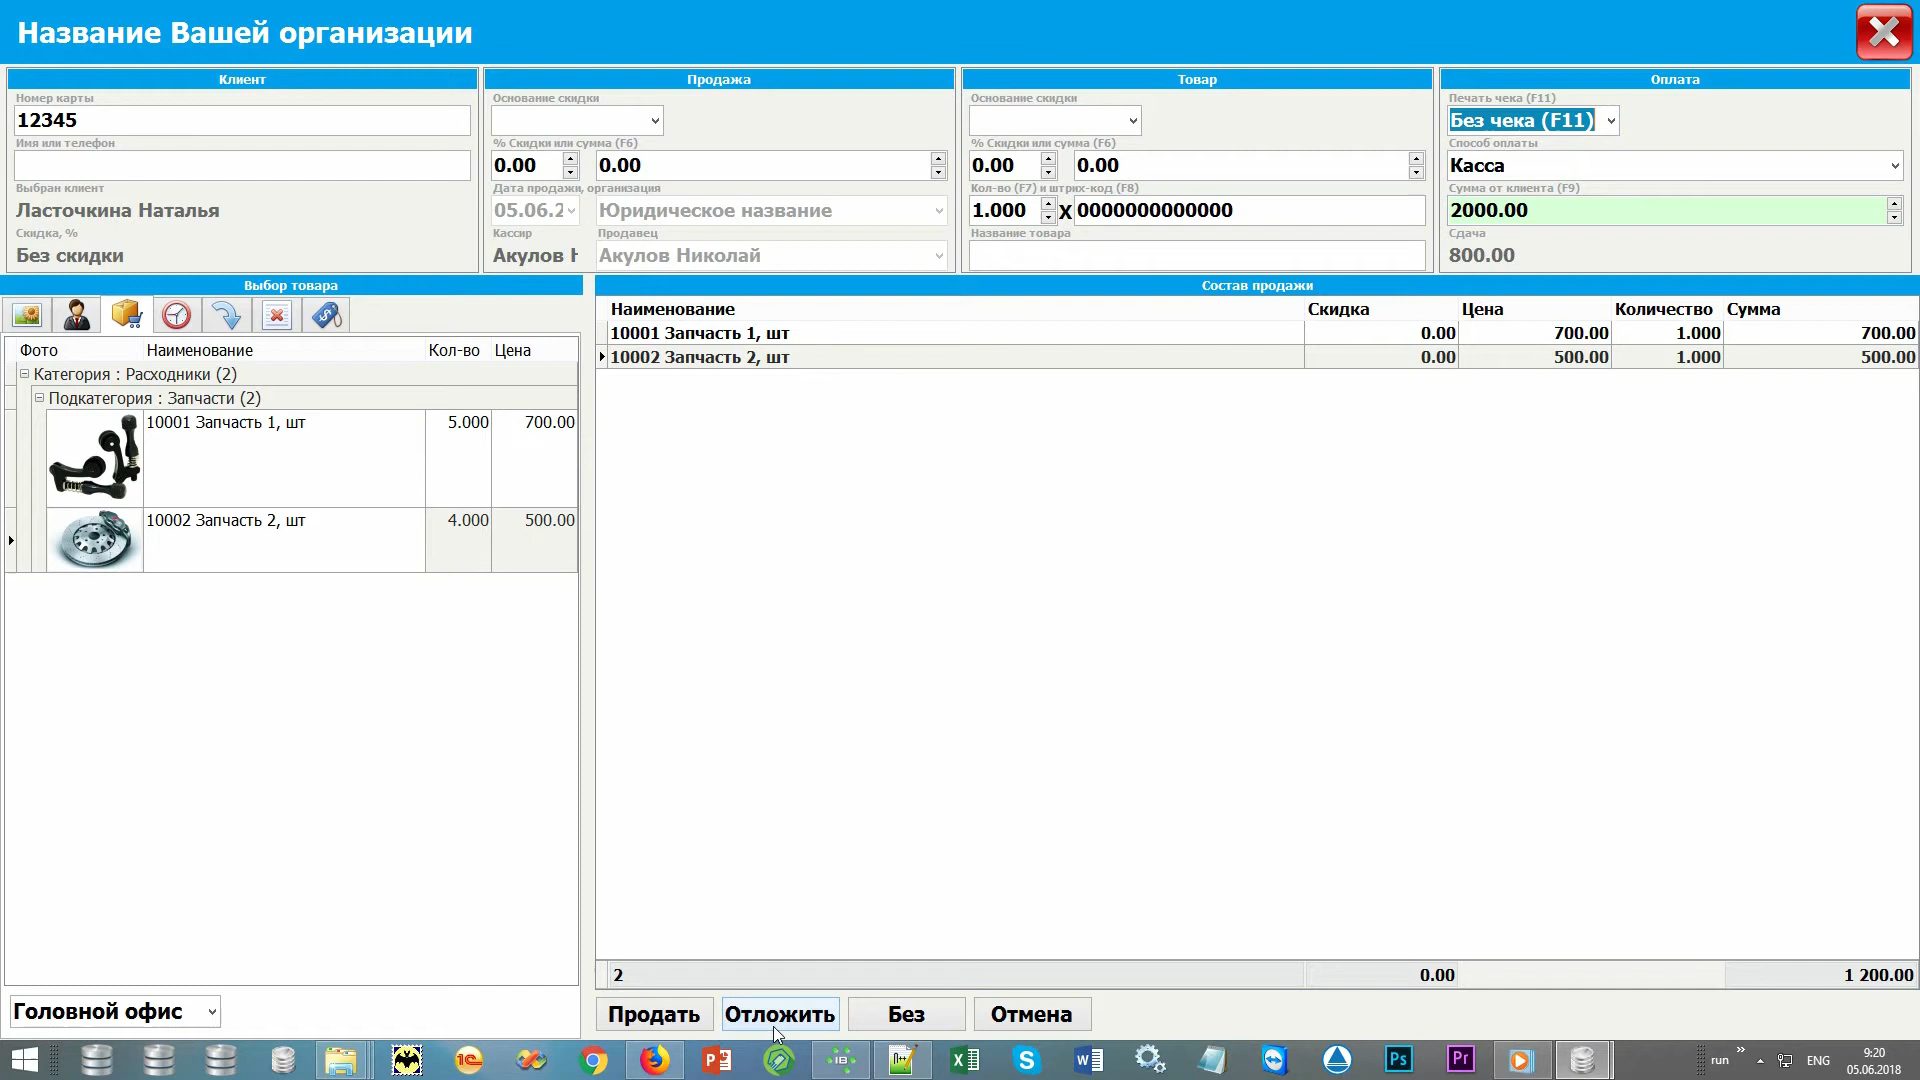 Название Вашей организации
Клиент
Номер карты
12345
Имя или телефон
Выбран клиент
Ласточкина Наталья
Скидка, %
Без скидки
Продажа
Основание скидки
% Скидки или сумма (F6)
0.00 0.00
Дата продажи, организация
05.06.2 Юридическое название
Кассир Продавец
Акулов Н Акулов Николай
Товар
Основание скидки
% Скидки или сумма (F6)
0.00 0.00
Кол-во (F7) и штрих-код (F8)
1.000 X 0000000000000
Название товара
Оплата
Печать чека (F11)
Без чека (F11)
Способ оплаты
Касса
Сумма от клиента (F9)
2000.00
Сдача
800.00
Выбор товара
Фото Наименование Кол-во Цена
Категория : Расходники (2)
Подкатегория : Запчасти (2)
10001 Запчасть 1, шт 5.000 700.00
10002 Запчасть 2, шт 4.000 500.00
Головной офис
Состав продажи
Наименование Скидка Цена Количество Сумма
10001 Запчасть 1, шт 0.00 700.00 1.000 700.00
10002 Запчасть 2, шт 0.00 500.00 1.000 500.00
2 0.00 1 200.00
Продать Отложить Без Отмена
run » ENG 9:20
05.06.2018